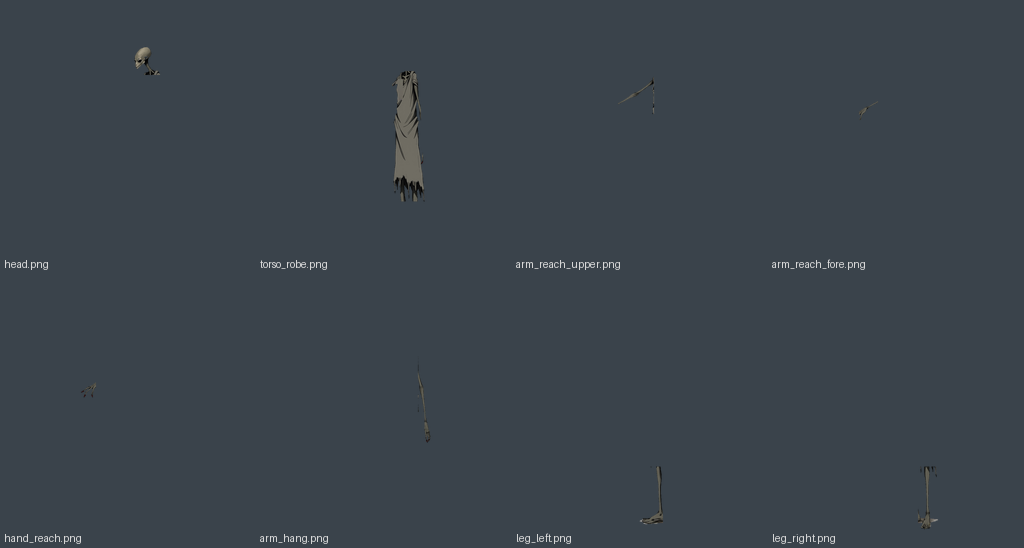 head.png
torso_robe.png
arm_reach_upper.png
arm_reach_fore.png
hand_reach.png
arm_hang.png
leg_left.png
leg_right.png